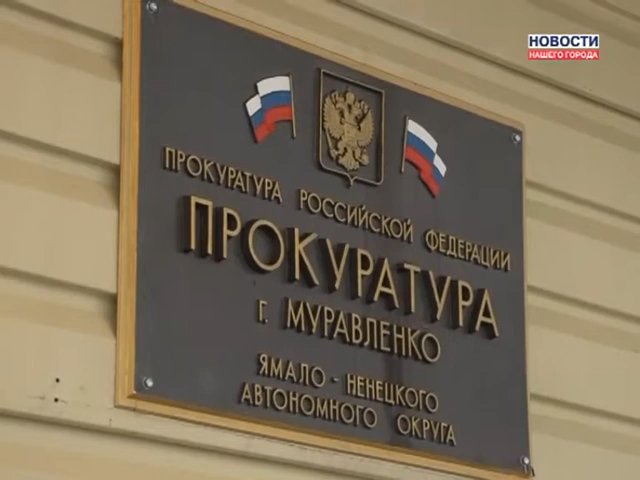 НОВОСТИ
НАШЕГО ГОРОДА
ПРОКУРАТУРА РОССИЙСКОЙ ФЕДЕРАЦИИ
ПРОКУРАТУРА
г. МУРАВЛЕНКО
ЯМАЛО - НЕНЕЦКОГО
АВТОНОМНОГО ОКРУГА